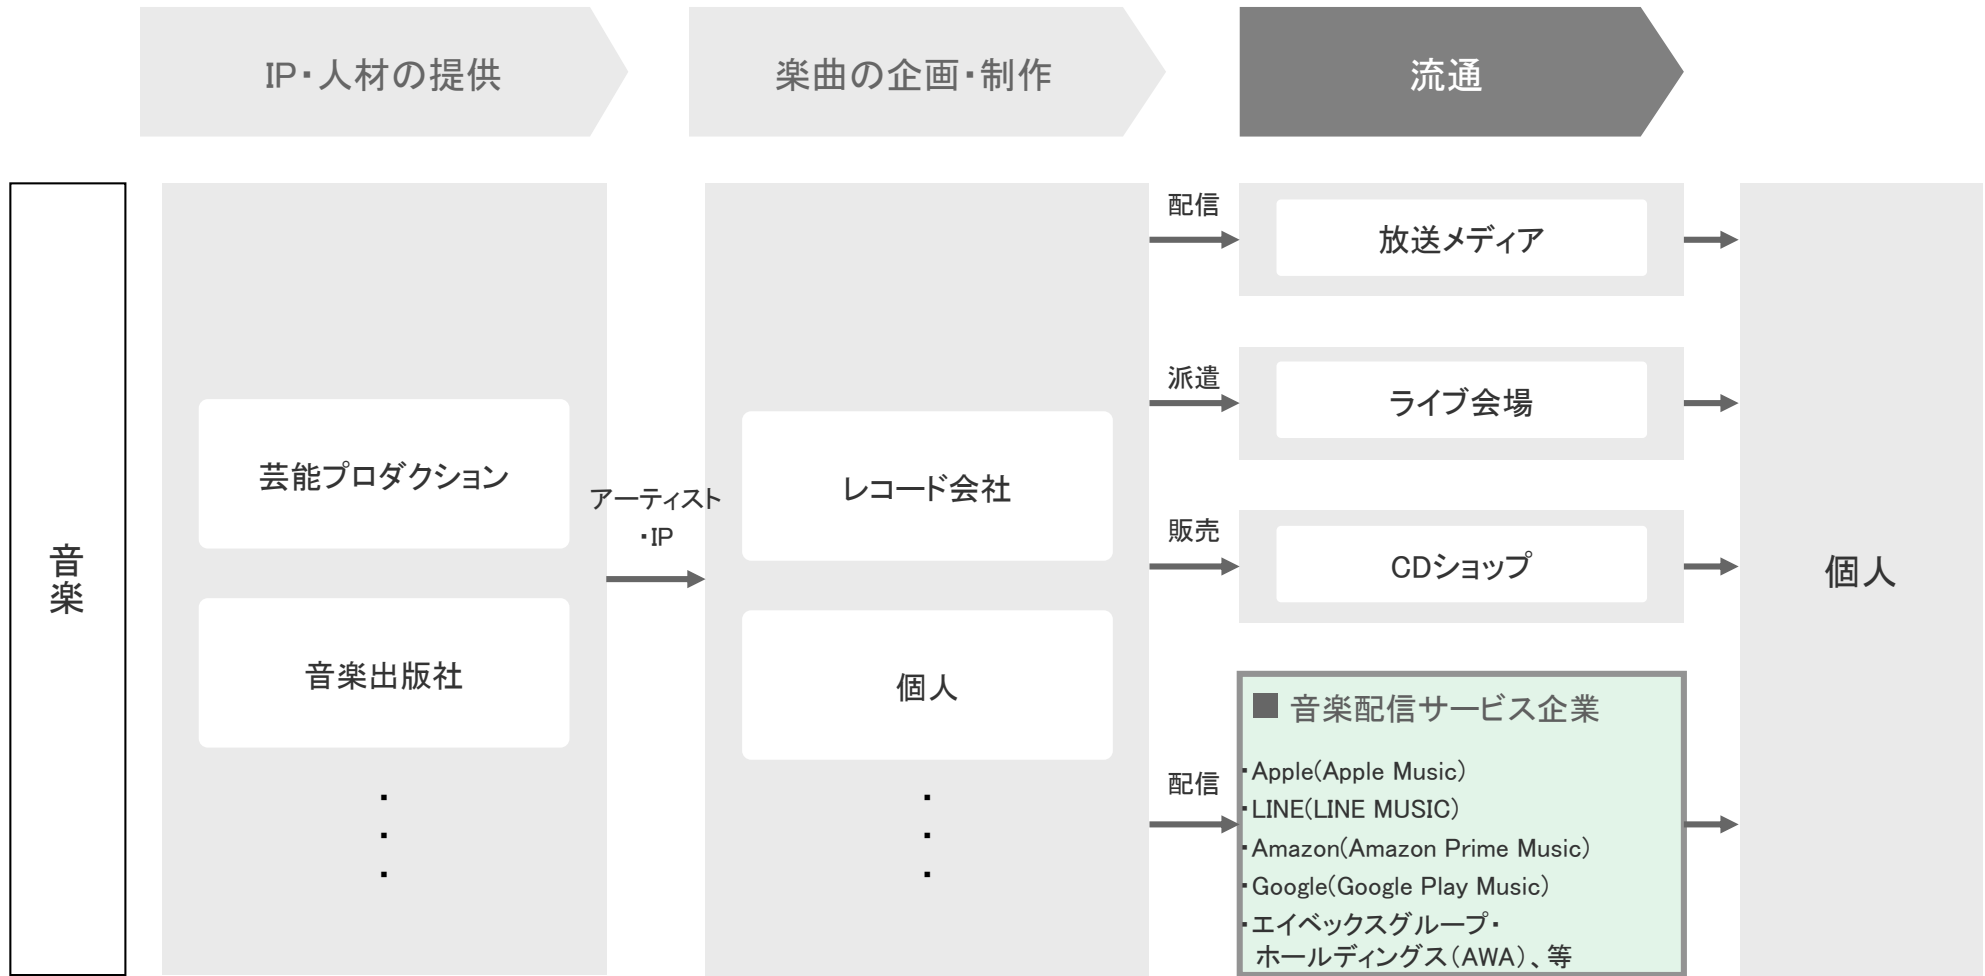 IP・人材の提供
楽曲の企画・制作
流通
音楽
芸能プロダクション
音楽出版社
・
・
・
アーティスト
・IP
レコード会社
個人
・
・
・
配信
放送メディア
派遣
ライブ会場
販売
CDショップ
配信
■ 音楽配信サービス企業
・Apple(Apple Music)
・LINE(LINE MUSIC)
・Amazon(Amazon Prime Music)
・Google(Google Play Music)
・エイベックスグループ・
ホールディングス(AWA)、等
個人